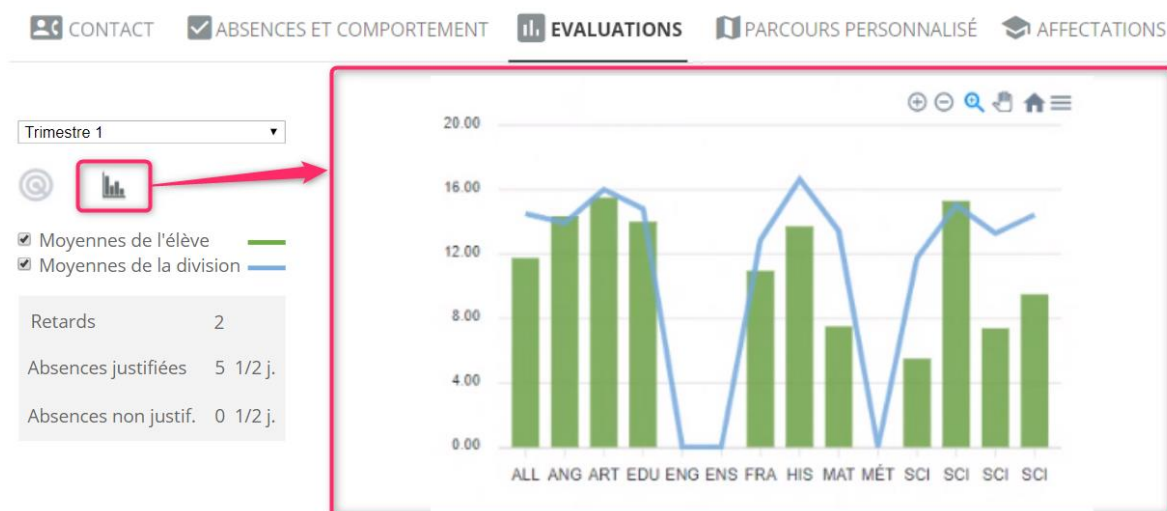 CONTACT ABSENCES ET COMPORTEMENT EVALUATIONS PARCOURS PERSONNALISÉ AFFECTATIONS
Trimestre 1
Moyennes de l'élève
Moyennes de la division
Retards 2
Absences justifiées 5 1/2 j.
Absences non justif. 0 1/2 j.
20.00
16.00
12.00
8.00
4.00
0.00
ALL ANG ART EDU ENG ENS FRA HIS MAT MÉT SCI SCI SCI SCI